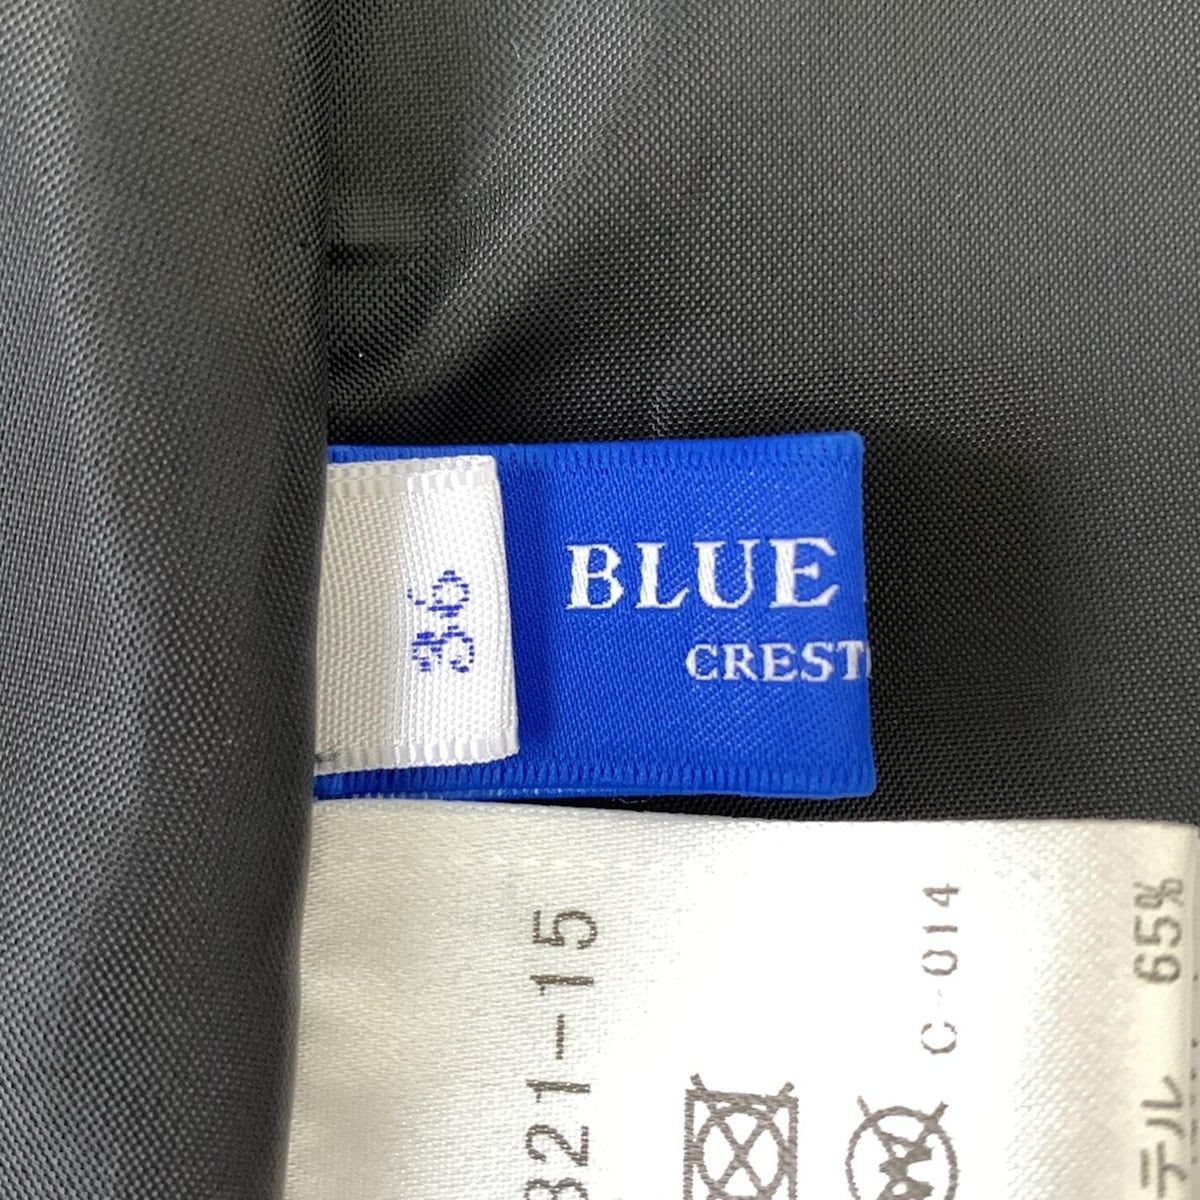 36
BLUE
CREST
321-15
C-014
テル 65%